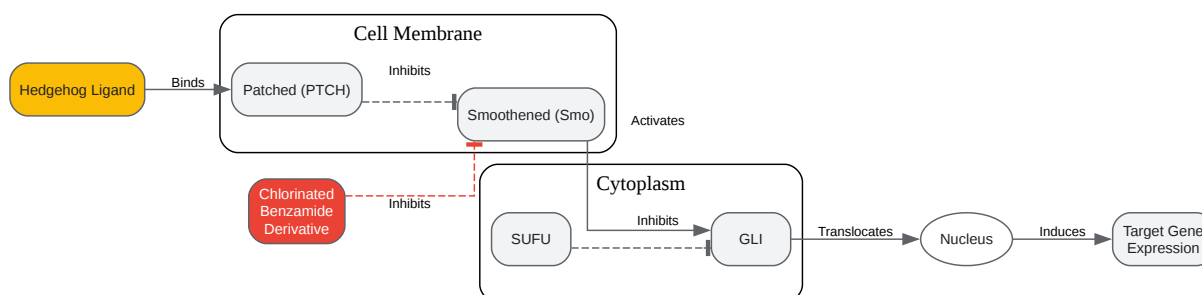 Cell Membrane
Hedgehog Ligand
Binds
Patched (PTCH)
Inhibits
Smoothened (Smo)
Activates
Chlorinated
Benzamide
Derivative
Inhibits
Cytoplasm
SUFU
Inhibits
GLI
Translocates
Nucleus
Induces
Target Gene
Expression